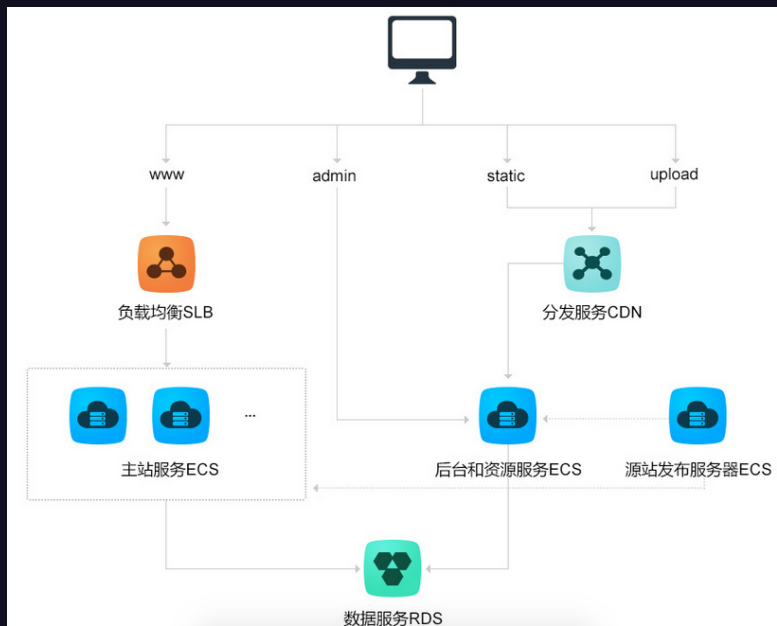 www
admin
static
upload
负载均衡SLB
分发服务CDN
...
主站服务ECS
后台和资源服务ECS
源站发布服务器ECS
数据服务RDS